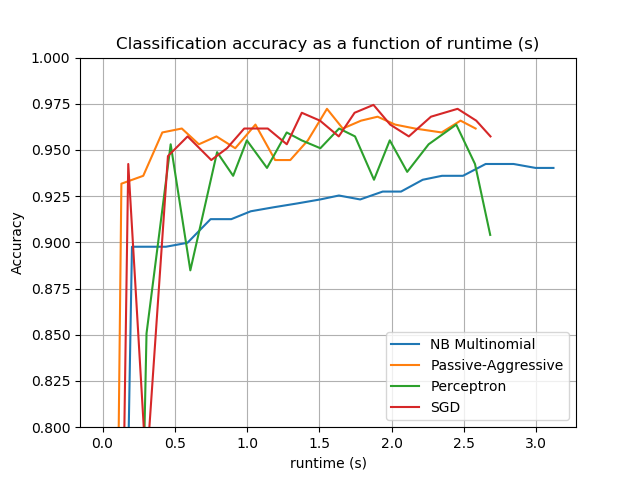 Classification accuracy as a function of runtime (s)
1.000
0.975
0.950
0.925
0.900
0.875
0.850
0.825
0.800
Accuracy
NB Multinomial
Passive-Aggressive
Perceptron
SGD
0.0 0.5 1.0 1.5 2.0 2.5 3.0
runtime (s)